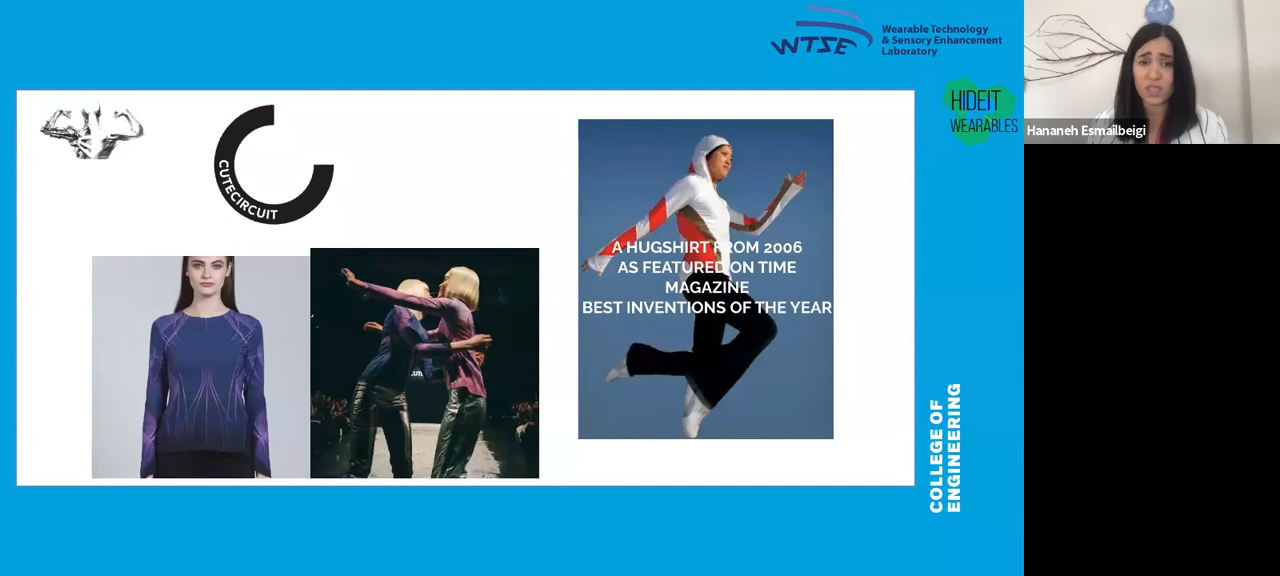 WTSE
Wearable Technology
& Sensory Enhancement
Laboratory
HIDEIT
WEARABLES
Hananeh Esmailbeigi
CUTECIRCUIT
A HUGSHIRT FROM 2006
AS FEATURED ON TIME
MAGAZINE
BEST INVENTIONS OF THE YEAR
COLLEGE OF
ENGINEERING